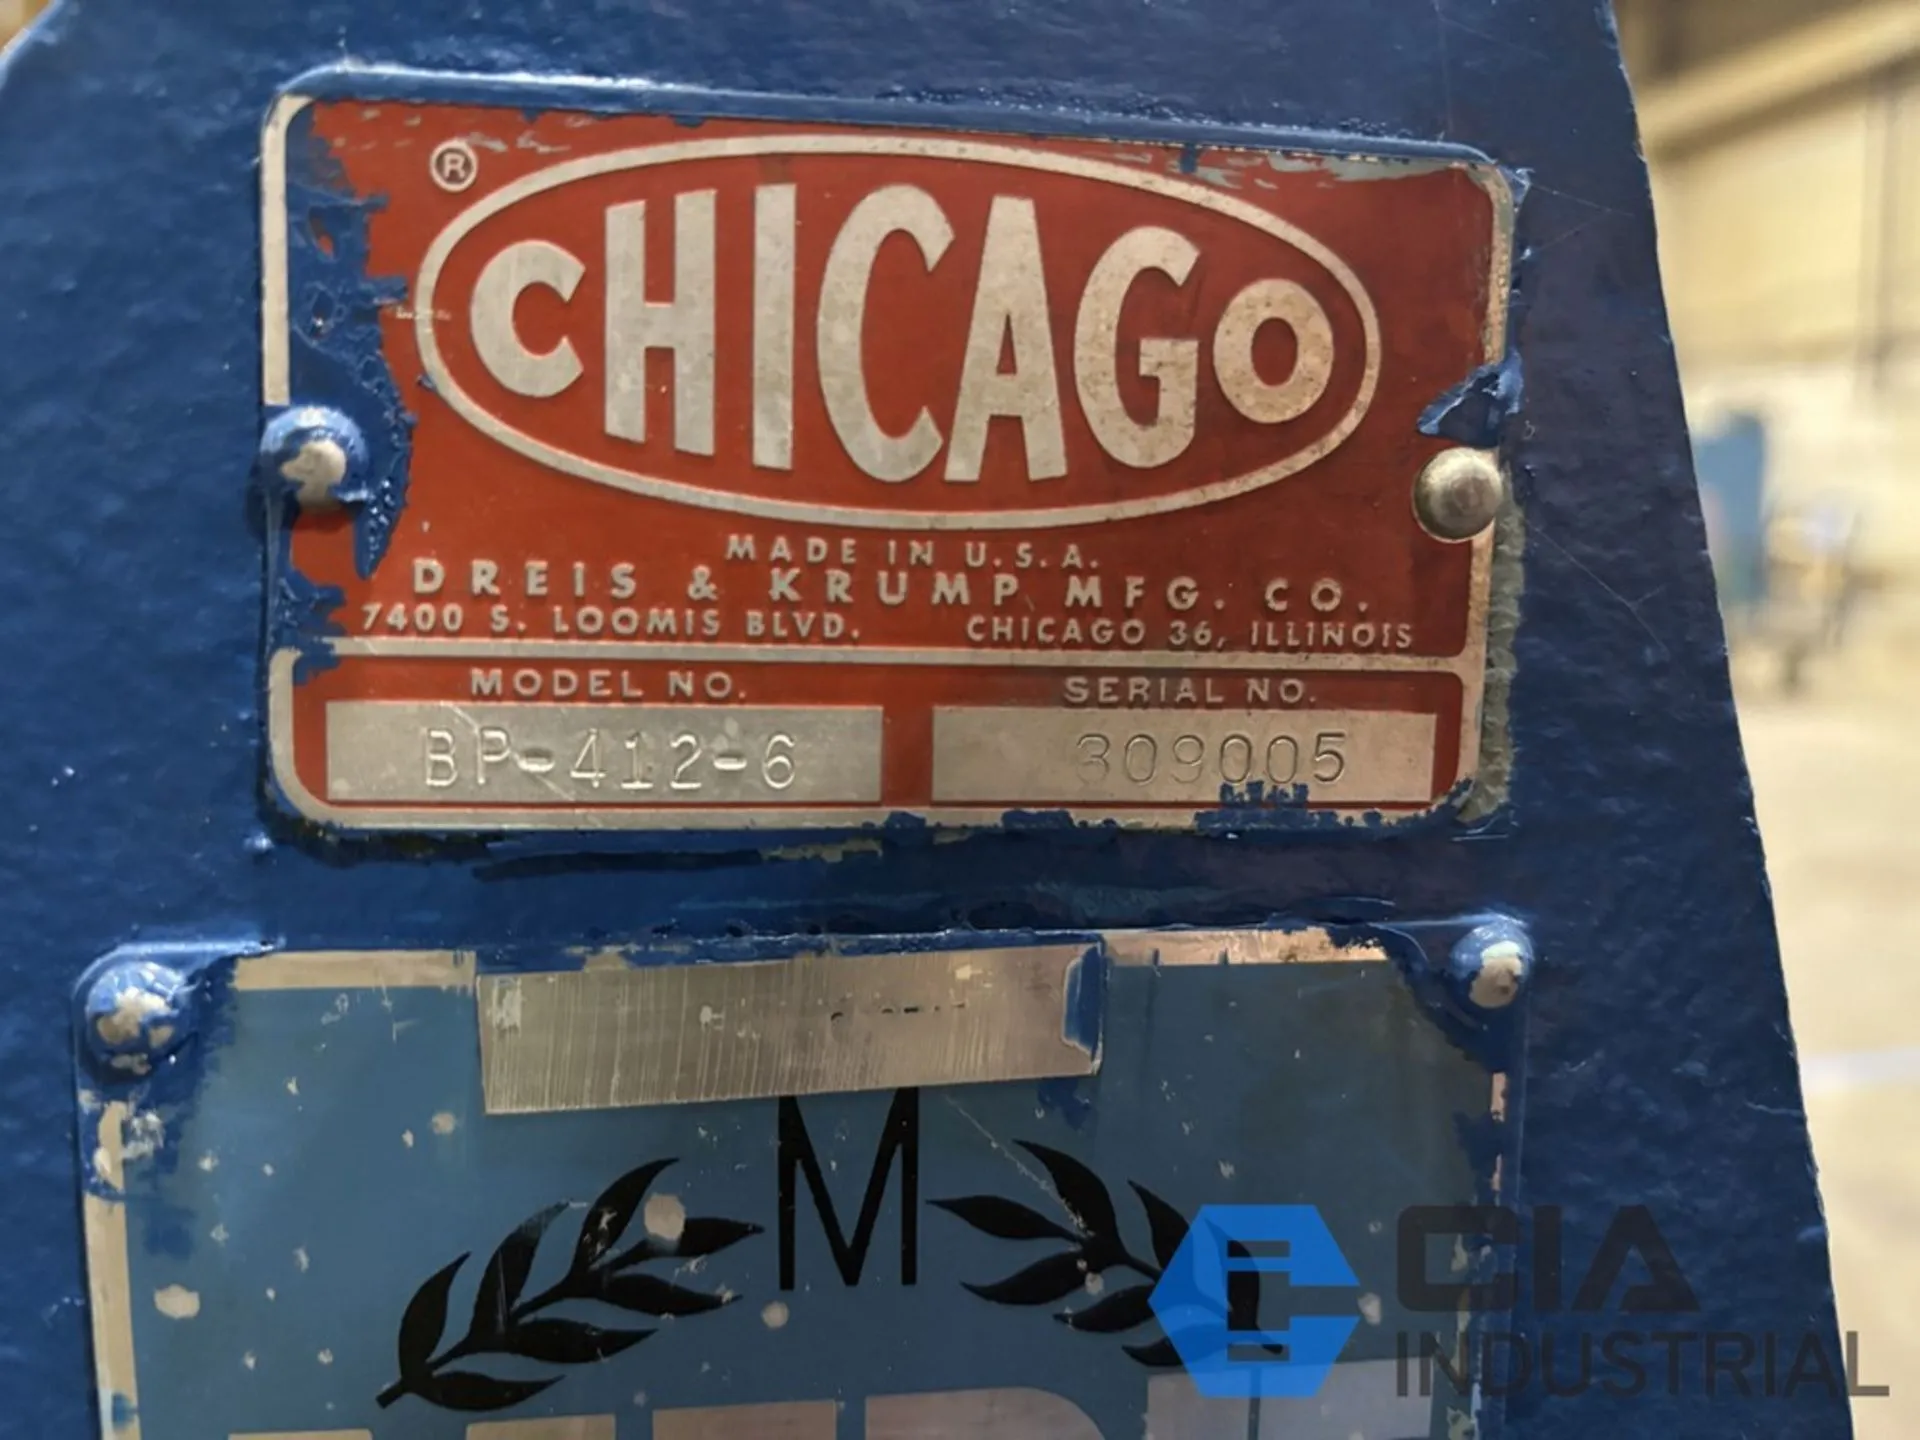 ®
CHICAGO
MADE IN U.S.A.
DREIS & KRUMP MFG. CO.
7400 S. LOOMIS BLVD. CHICAGO 36, ILLINOIS
MODEL NO. SERIAL NO.
BP-412-6 309005
M
CIA
INDUSTRIAL